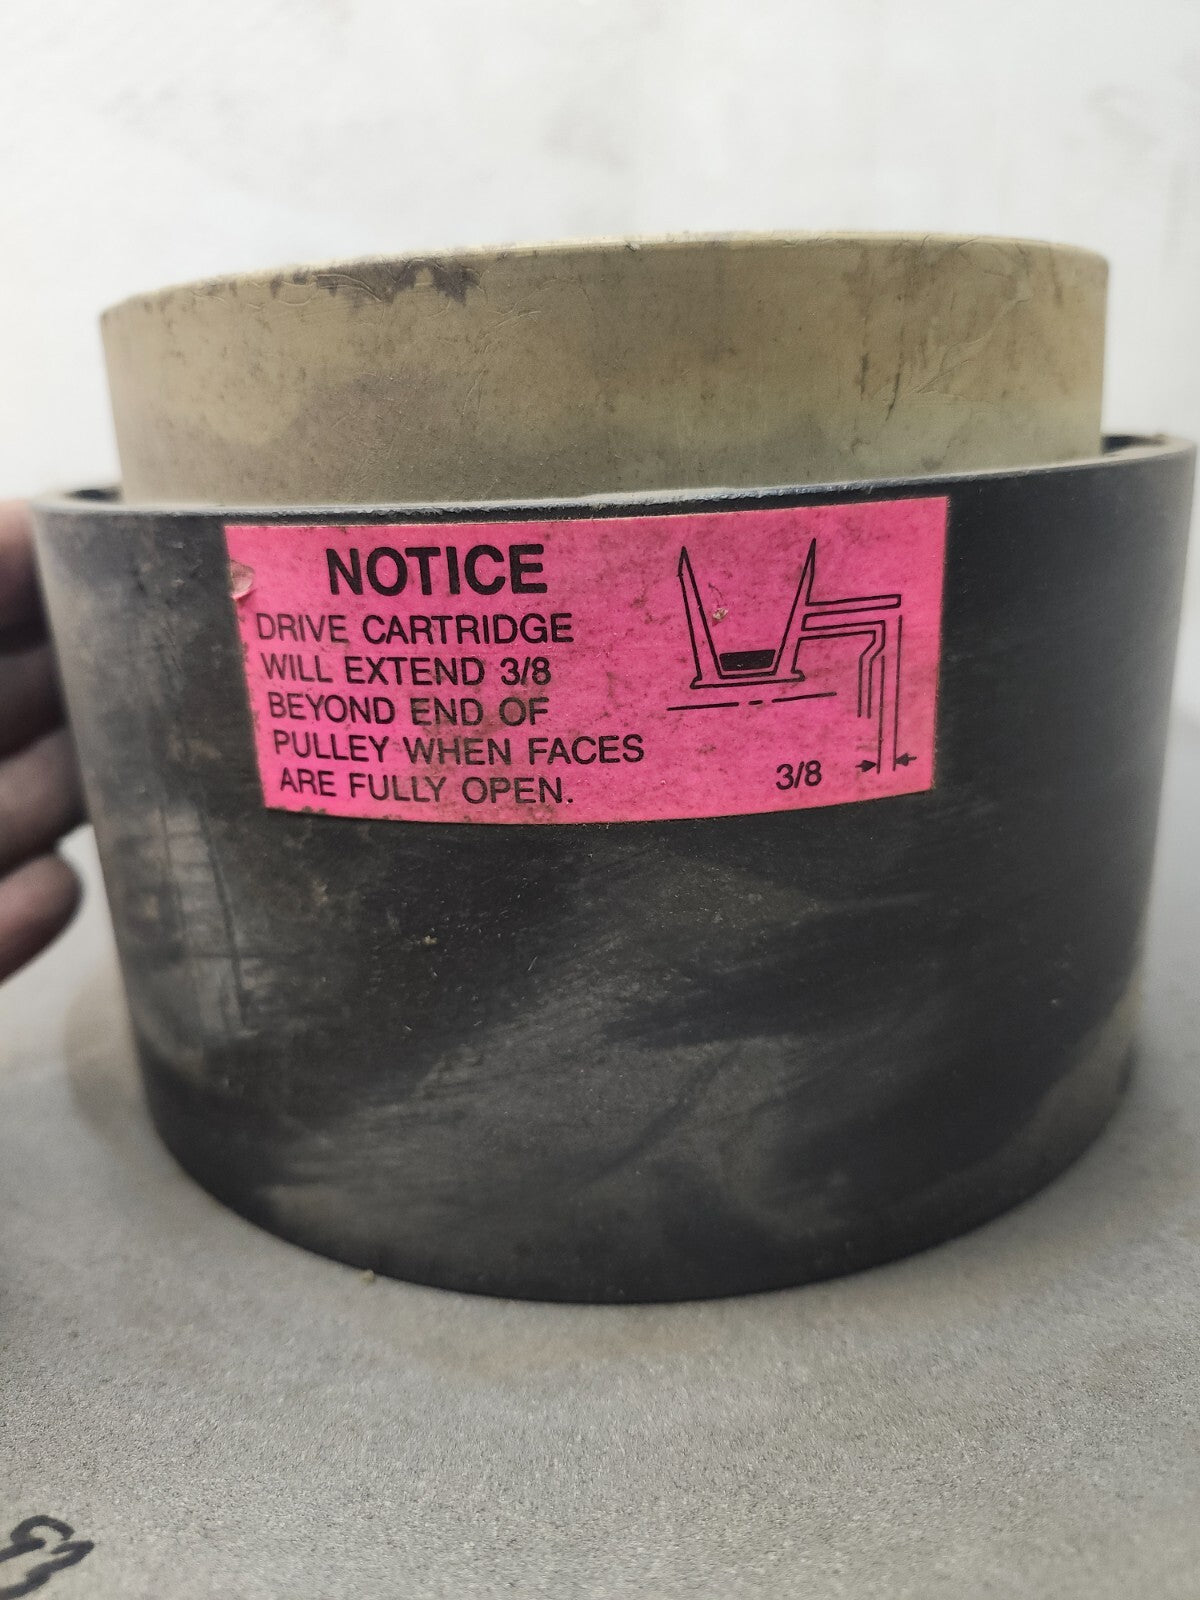 NOTICE
DRIVE CARTRIDGE
WILL EXTEND 3/8
BEYOND END OF
PULLEY WHEN FACES
ARE FULLY OPEN.
3/8